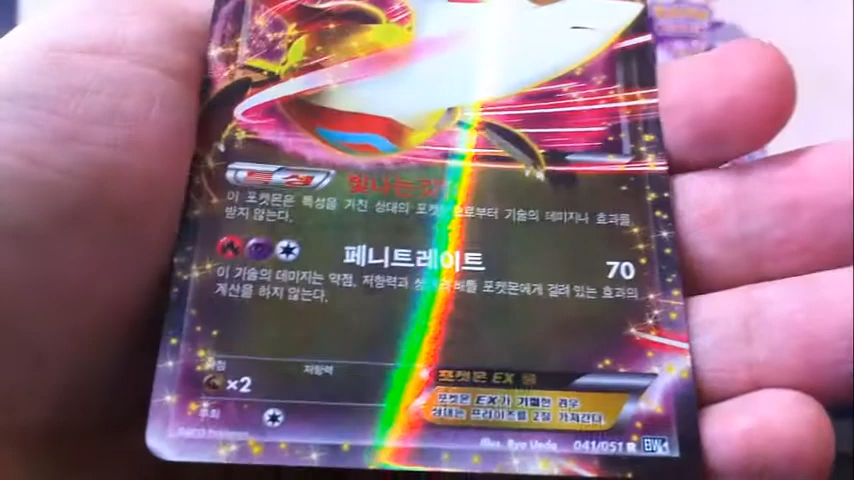 특성 빛나는
이 포켓몬은 특성을 가진 상대의 포켓몬으로부터 기술의 데미지나 효과를
받지 않는다.
페니트레이트 70
이 기술의 데미지는 약점, 저항력과 배틀 포켓몬에게 걸려 있는 효과의
계산을 하지 않는다.
약점 저항력
×2
포켓몬 EX 룰
후퇴 포켓몬 EX가 기절한 경우
상대는 프라이즈를 2장 가져간다.
Illus. Ryo Ueda 041/051 R BW